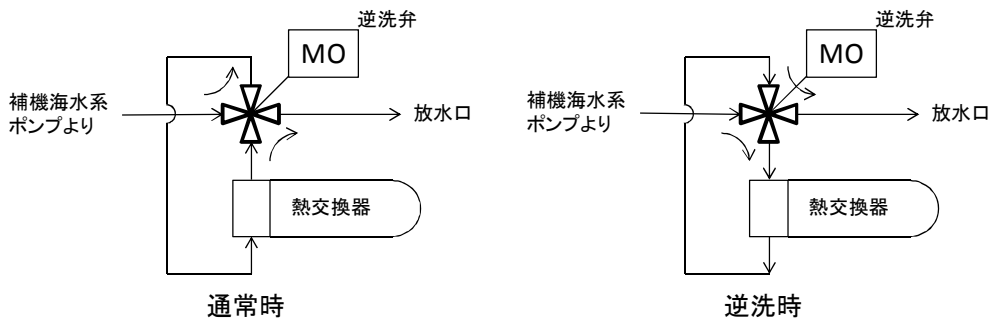 逆洗弁
MO
補機海水系
ポンプより
放水口
熱交換器
通常時
逆洗弁
MO
補機海水系
ポンプより
放水口
熱交換器
逆洗時